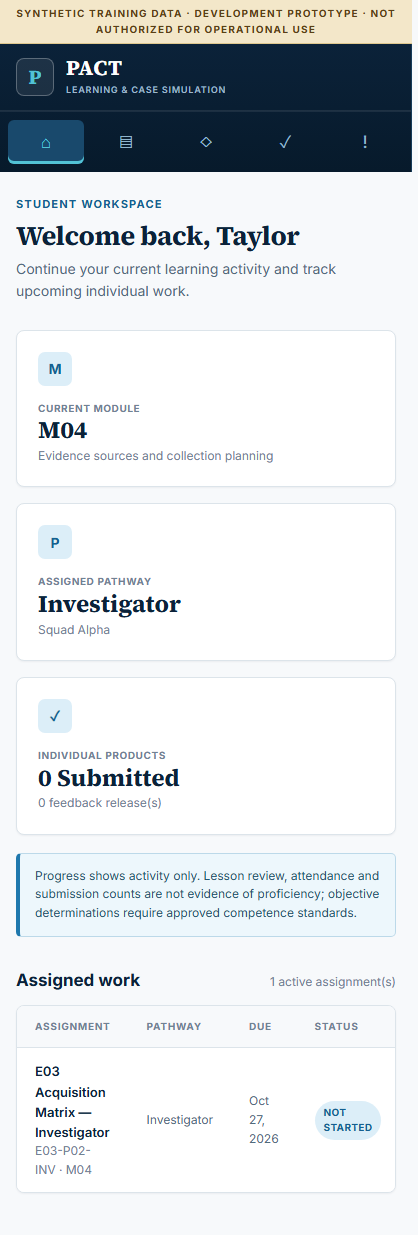 SYNTHETIC TRAINING DATA · DEVELOPMENT PROTOTYPE · NOT
AUTHORIZED FOR OPERATIONAL USE
P
PACT
LEARNING & CASE SIMULATION
STUDENT WORKSPACE
Welcome back, Taylor
Continue your current learning activity and track
upcoming individual work.
M
CURRENT MODULE
M04
Evidence sources and collection planning
P
ASSIGNED PATHWAY
Investigator
Squad Alpha
✓
INDIVIDUAL PRODUCTS
0 Submitted
0 feedback release(s)
Progress shows activity only. Lesson review, attendance and
submission counts are not evidence of proficiency; objective
determinations require approved competence standards.
Assigned work
1 active assignment(s)
ASSIGNMENT PATHWAY DUE STATUS
E03
Acquisition
Matrix —
Investigator
E03-P02-
INV · M04
Investigator
Oct
27,
2026
NOT
STARTED